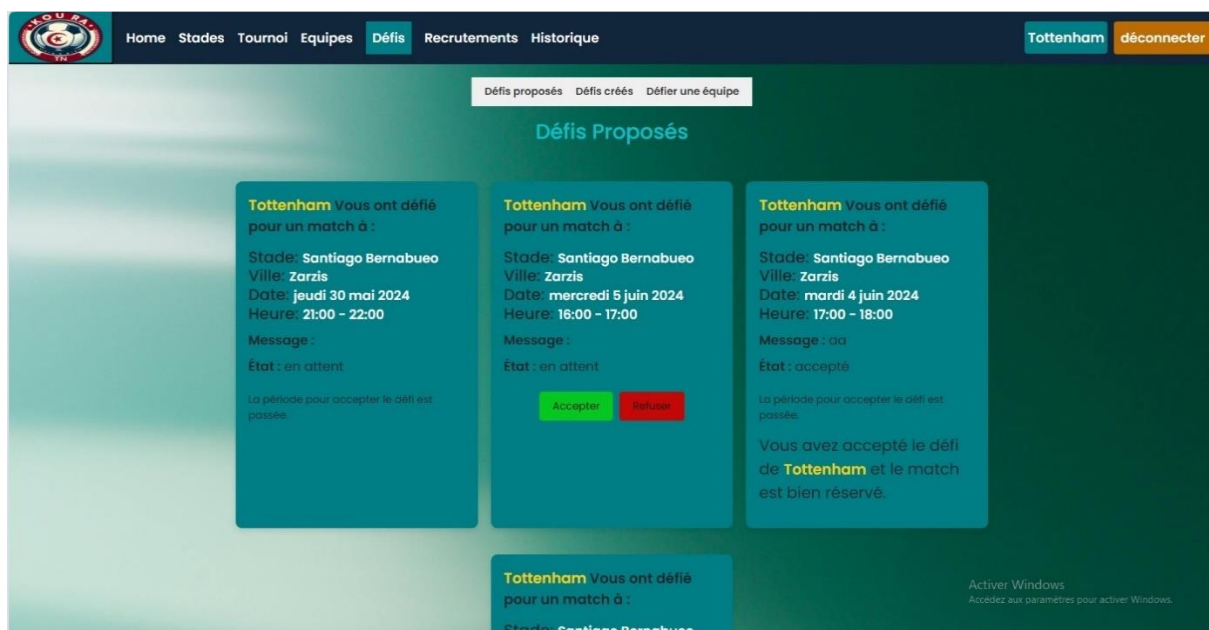 KOURA
TN
Home Stades Tournoi Equipes Défis Recrutements Historique
Tottenham déconnecter
Défis proposés Défis créés Défier une équipe
Défis Proposés
Tottenham Vous ont défié
pour un match à :
Stade: Santiago Bernabueo
Ville: Zarzis
Date: jeudi 30 mai 2024
Heure: 21:00 - 22:00
Message :
État : en attent
La période pour accepter le défi est
passée.
Tottenham Vous ont défié
pour un match à :
Stade: Santiago Bernabueo
Ville: Zarzis
Date: mercredi 5 juin 2024
Heure: 16:00 - 17:00
Message :
État : en attent
Accepter Refuser
Tottenham Vous ont défié
pour un match à :
Stade: Santiago Bernabueo
Ville: Zarzis
Date: mardi 4 juin 2024
Heure: 17:00 - 18:00
Message : aa
État : accepté
La période pour accepter le défi est
passée.
Vous avez accepté le défi
de Tottenham et le match
est bien réservé.
Tottenham Vous ont défié
pour un match à :
Stade: Santiago Bernabueo
Activer Windows
Accédez aux paramètres pour activer Windows.